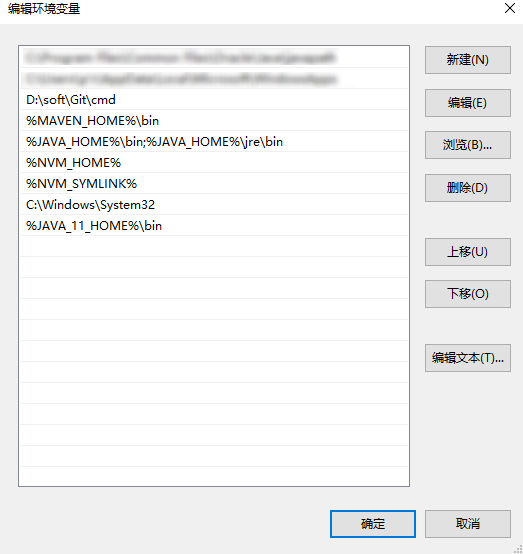 编辑环境变量
D:\soft\Git\cmd
%MAVEN_HOME%\bin
%JAVA_HOME%\bin;%JAVA_HOME%\jre\bin
%NVM_HOME%
%NVM_SYMLINK%
C:\Windows\System32
%JAVA_11_HOME%\bin
新建(N)
编辑(E)
浏览(B)...
删除(D)
上移(U)
下移(O)
编辑文本(T)...
确定
取消